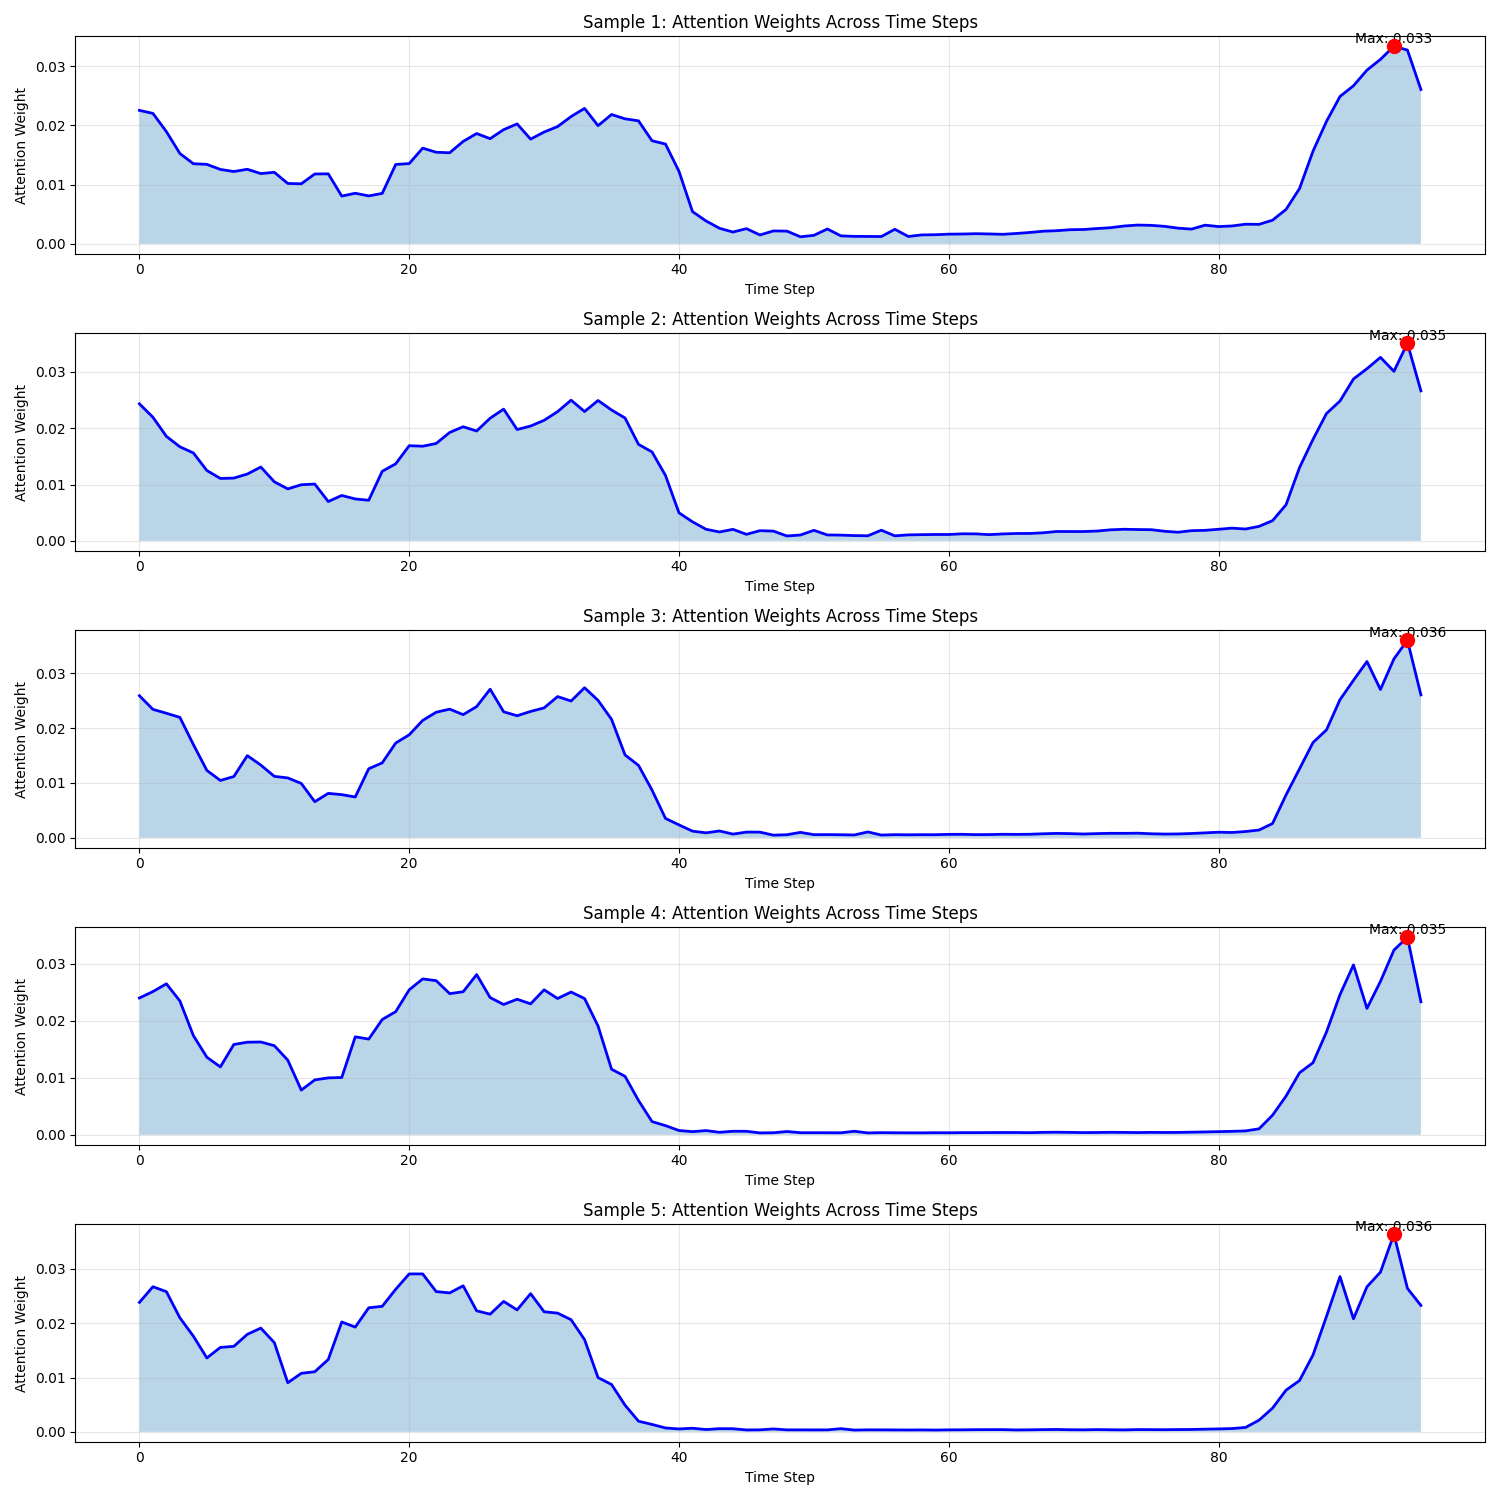 Sample 1: Attention Weights Across Time Steps
Max: 0.033
0.03
0.02
0.01
0.00
Attention Weight
0 20 40 60 80
Time Step
Sample 2: Attention Weights Across Time Steps
Max: 0.035
0.03
0.02
0.01
0.00
Attention Weight
0 20 40 60 80
Time Step
Sample 3: Attention Weights Across Time Steps
Max: 0.036
0.03
0.02
0.01
0.00
Attention Weight
0 20 40 60 80
Time Step
Sample 4: Attention Weights Across Time Steps
Max: 0.035
0.03
0.02
0.01
0.00
Attention Weight
0 20 40 60 80
Time Step
Sample 5: Attention Weights Across Time Steps
Max: 0.036
0.03
0.02
0.01
0.00
Attention Weight
0 20 40 60 80
Time Step